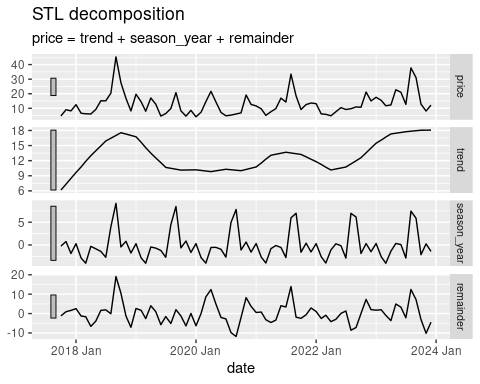 STL decomposition
price = trend + season_year + remainder
40
30
20
10
price
18
15
12
9
6
trend
5
0
season_year
20
10
0
-10
remainder
2018 Jan
2020 Jan
2022 Jan
2024 Jan
date